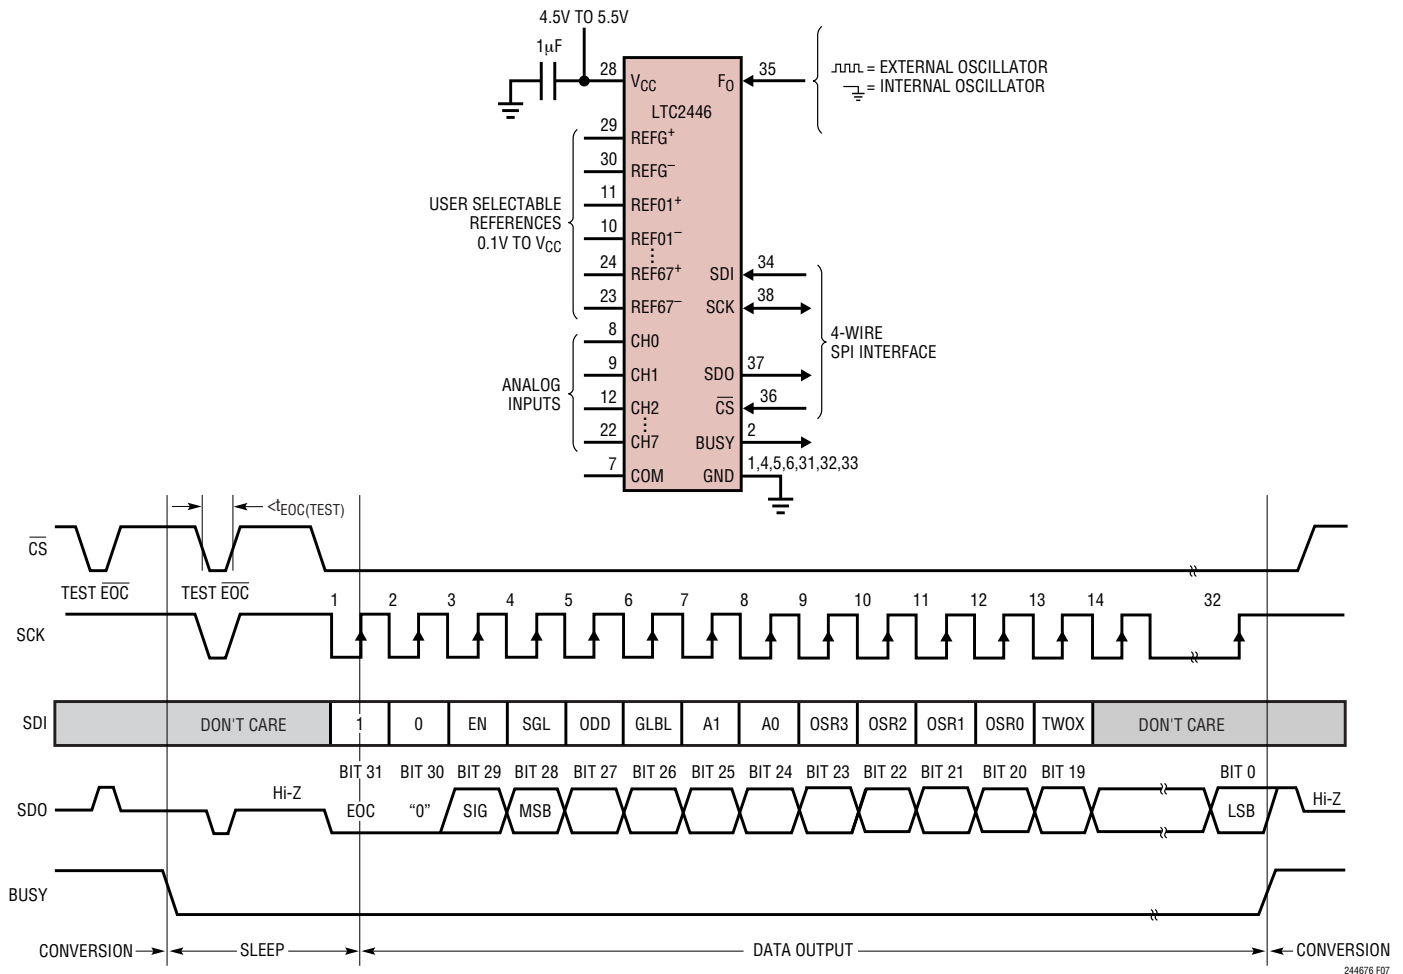 4.5V TO 5.5V
1µF
28
VCC
FO
35
= EXTERNAL OSCILLATOR
= INTERNAL OSCILLATOR
LTC2446
29
REFG+
30
REFG–
11
REF01+
USER SELECTABLE
REFERENCES
0.1V TO VCC
10
REF01–
24
REF67+
SDI
34
23
REF67–
SCK
38
4-WIRE
SPI INTERFACE
8
CH0
9
CH1
SDO
37
ANALOG
INPUTS
12
CH2
CS
36
22
CH7
BUSY
2
7
COM
GND
1,4,5,6,31,32,33
<tEOC(TEST)
CS
TEST EOC
TEST EOC
1 2 3 4 5 6 7 8 9 10 11 12 13 14 32
SCK
SDI
DON'T CARE 1 0 EN SGL ODD GLBL A1 A0 OSR3 OSR2 OSR1 OSR0 TWOX DON'T CARE
BIT 31 BIT 30 BIT 29 BIT 28 BIT 27 BIT 26 BIT 25 BIT 24 BIT 23 BIT 22 BIT 21 BIT 20 BIT 19 BIT 0
SDO
Hi-Z
EOC "0" SIG MSB LSB
Hi-Z
BUSY
CONVERSION SLEEP DATA OUTPUT CONVERSION
244676 F07